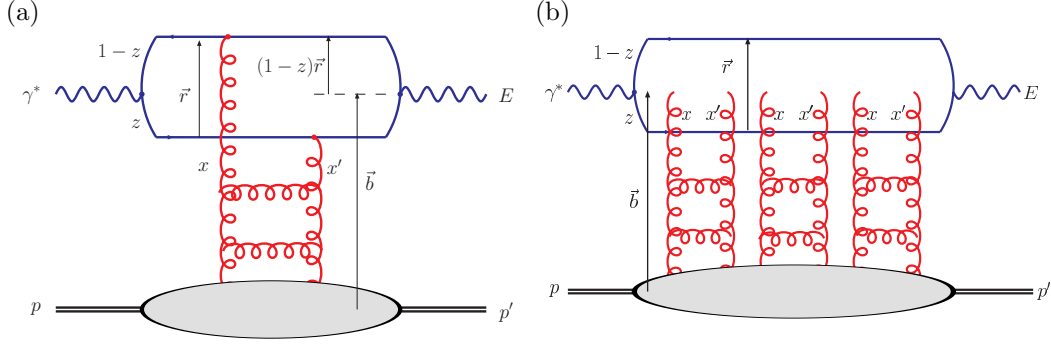 (a)
1 − z
(1−z)r⃗
r⃗
γ*
E
z
x
x′
b⃗
p
p′
(b)
1 − z
r⃗
γ*
E
z
x x′ x x′ x x′
b⃗
p
p′